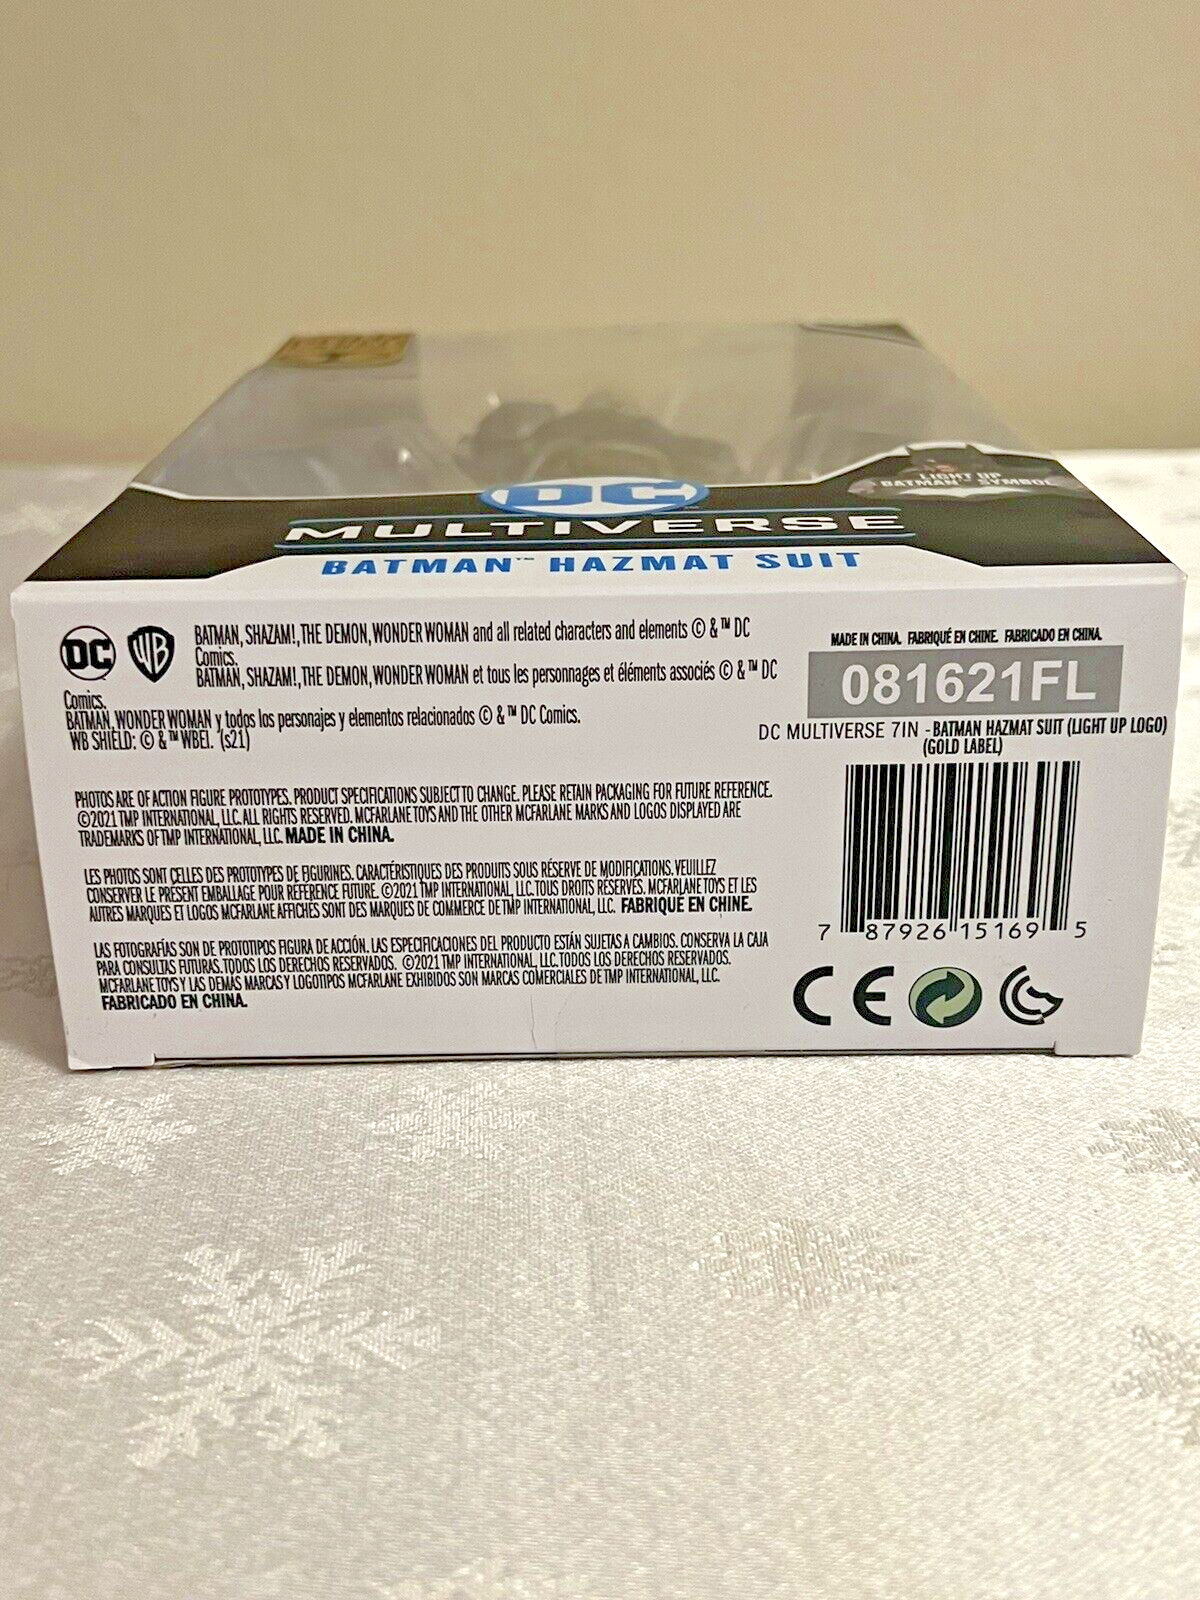 LIGHT UP
BATMAN™ SYMBOL
DC
MULTIVERSE
BATMAN™ HAZMAT SUIT
DC WB
BATMAN, SHAZAM!, THE DEMON, WONDER WOMAN and all related characters and elements © & ™ DC
Comics.
BATMAN, SHAZAM!, THE DEMON, WONDER WOMAN et tous les personnages et éléments associés © & ™ DC
Comics.
BATMAN, WONDER WOMAN y todos los personajes y elementos relacionados © & ™ DC Comics.
WB SHIELD: © & ™ WBEI. (s21)
PHOTOS ARE OF ACTION FIGURE PROTOTYPES. PRODUCT SPECIFICATIONS SUBJECT TO CHANGE. PLEASE RETAIN PACKAGING FOR FUTURE REFERENCE.
©2021 TMP INTERNATIONAL, LLC. ALL RIGHTS RESERVED. MCFARLANE TOYS AND THE OTHER MCFARLANE MARKS AND LOGOS DISPLAYED ARE
TRADEMARKS OF TMP INTERNATIONAL, LLC. MADE IN CHINA.
LES PHOTOS SONT CELLES DES PROTOTYPES DE FIGURINES. CARACTÉRISTIQUES DES PRODUITS SOUS RÉSERVE DE MODIFICATIONS. VEUILLEZ
CONSERVER LE PRÉSENT EMBALLAGE POUR RÉFÉRENCE FUTURE. ©2021 TMP INTERNATIONAL, LLC. TOUS DROITS RÉSERVÉS. MCFARLANE TOYS ET LES
AUTRES MARQUES ET LOGOS MCFARLANE AFFICHÉS SONT DES MARQUES DE COMMERCE DE TMP INTERNATIONAL, LLC. FABRIQUÉ EN CHINE.
LAS FOTOGRAFÍAS SON DE PROTOTIPOS FIGURA DE ACCIÓN. LAS ESPECIFICACIONES DEL PRODUCTO ESTÁN SUJETAS A CAMBIOS. CONSERVA LA CAJA
PARA CONSULTAS FUTURAS. TODOS LOS DERECHOS RESERVADOS. ©2021 TMP INTERNATIONAL, LLC. TODOS LOS DERECHOS RESERVADOS.
MCFARLANE TOYS Y LAS DEMÁS MARCAS Y LOGOTIPOS MCFARLANE EXHIBIDOS SON MARCAS COMERCIALES DE TMP INTERNATIONAL, LLC.
FABRICADO EN CHINA.
MADE IN CHINA. FABRIQUÉ EN CHINE. FABRICADO EN CHINA.
081621FL
DC MULTIVERSE 7IN - BATMAN HAZMAT SUIT (LIGHT UP LOGO)
(GOLD LABEL)
7 87926 15169 5
CE